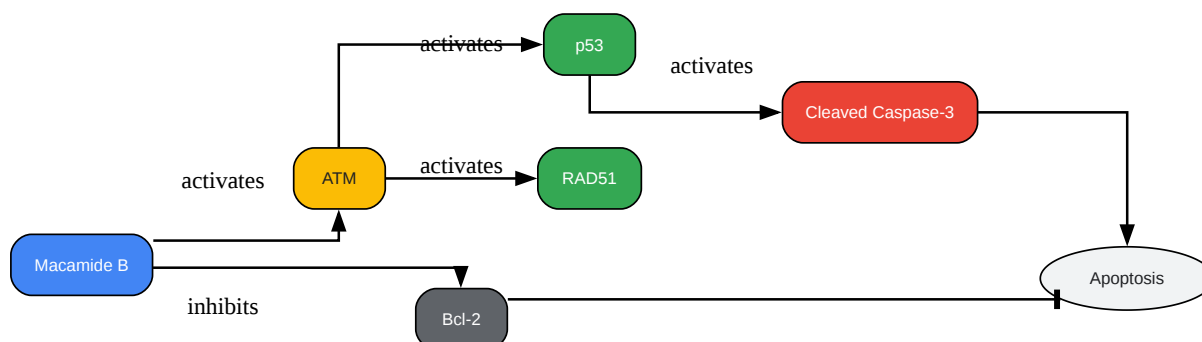 activates
p53
activates
Cleaved Caspase-3
activates
ATM
activates
RAD51
Macamide B
inhibits
Bcl-2
Apoptosis